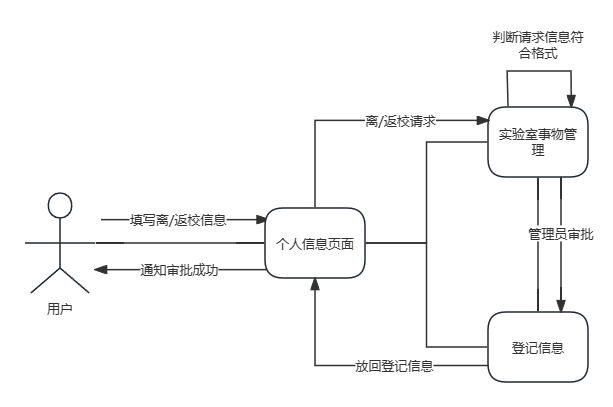 判断请求信息符
合格式
离/返校请求
实验室事物管
理
填写离/返校信息
个人信息页面
管理员审批
通知审批成功
用户
登记信息
放回登记信息